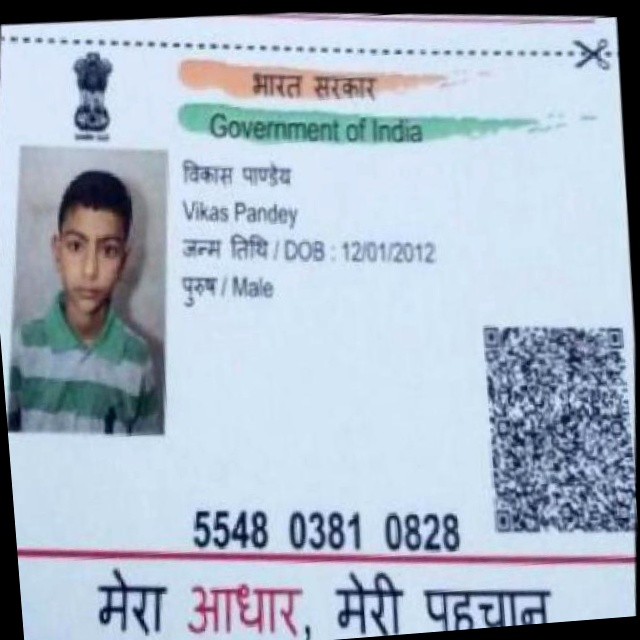 भारत सरकार
Government of India
विकास पाण्डेय
Vikas Pandey
जन्म तिथि / DOB : 12/01/2012
पुरुष / Male
5548 0381 0828
मेरा आधार, मेरी पहचान